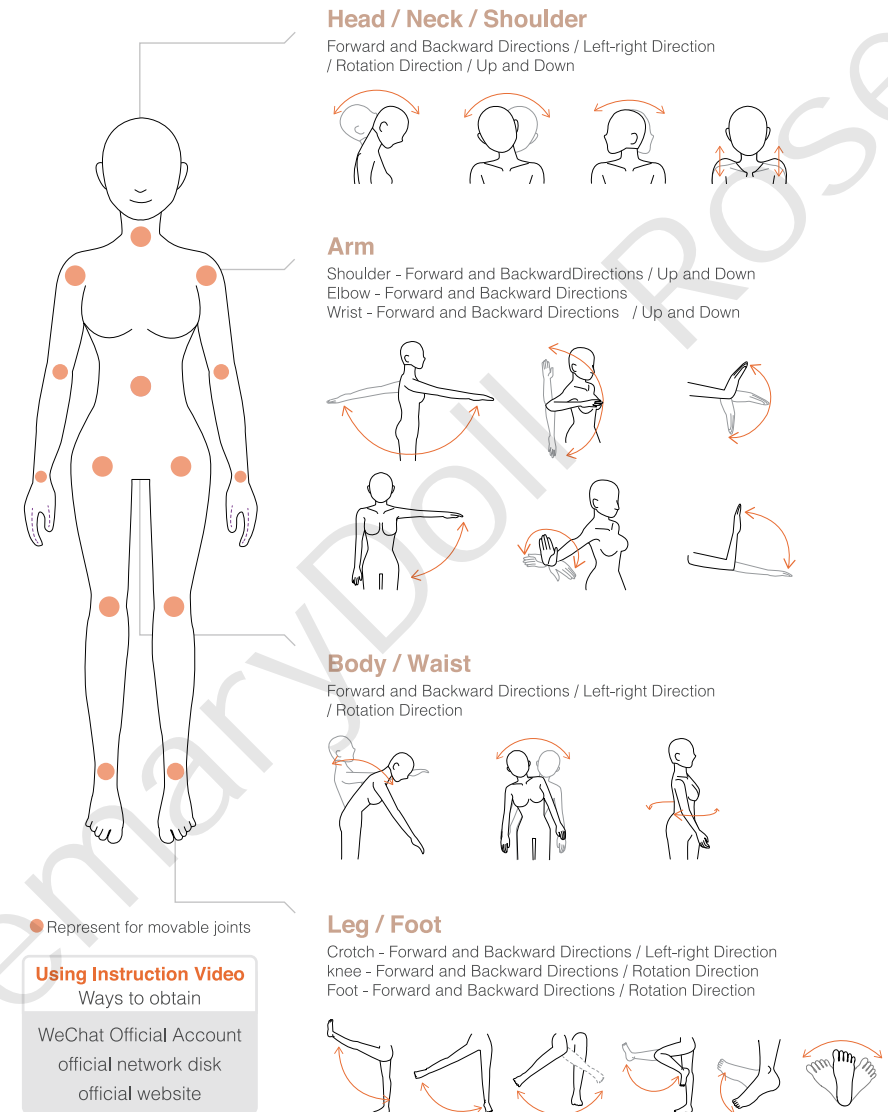 Head / Neck / Shoulder
Forward and Backward Directions / Left-right Direction
/ Rotation Direction / Up and Down
Arm
Shoulder - Forward and BackwardDirections / Up and Down
Elbow - Forward and Backward Directions
Wrist - Forward and Backward Directions / Up and Down
Body / Waist
Forward and Backward Directions / Left-right Direction
/ Rotation Direction
Represent for movable joints
Using Instruction Video
Ways to obtain
WeChat Official Account
official network disk
official website
Leg / Foot
Crotch - Forward and Backward Directions / Left-right Direction
knee - Forward and Backward Directions / Rotation Direction
Foot - Forward and Backward Directions / Rotation Direction
emaryDoll Rose